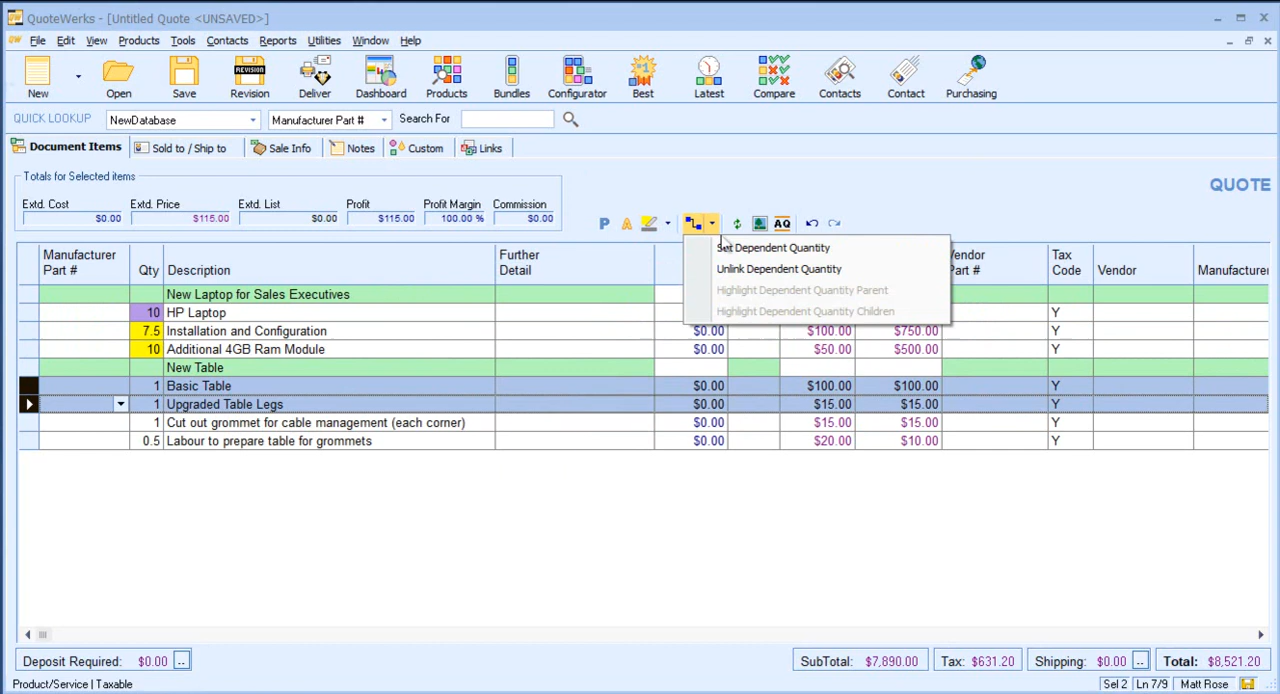 QuoteWerks - [Untitled Quote <UNSAVED>]
File Edit View Products Tools Contacts Reports Utilities Window Help
New Open Save Revision Deliver Dashboard Products Bundles Configurator Best Latest Compare Contacts Contact Purchasing
QUICK LOOKUP NewDatabase Manufacturer Part # Search For
Document Items Sold to / Ship to Sale Info Notes Custom Links
Totals for Selected items
QUOTE
Extd. Cost Extd. Price Extd. List Profit Profit Margin Commission
$0.00 $115.00 $0.00 $115.00 100.00 % $0.00
P A AQ
Set Dependent Quantity
Unlink Dependent Quantity
Highlight Dependent Quantity Parent
Highlight Dependent Quantity Children
Manufacturer Part # Qty Description Further Detail Vendor Part # Tax Code Vendor Manufacturer
New Laptop for Sales Executives
10 HP Laptop Y
7.5 Installation and Configuration $0.00 $100.00 $750.00 Y
10 Additional 4GB Ram Module $0.00 $50.00 $500.00 Y
New Table
1 Basic Table $0.00 $100.00 $100.00 Y
1 Upgraded Table Legs $0.00 $15.00 $15.00 Y
1 Cut out grommet for cable management (each corner) $0.00 $15.00 $15.00 Y
0.5 Labour to prepare table for grommets $0.00 $20.00 $10.00 Y
Deposit Required: $0.00 .. SubTotal: $7,890.00 Tax: $631.20 Shipping: $0.00 .. Total: $8,521.20
Product/Service | Taxable Sel 2 Ln 7/9 Matt Rose